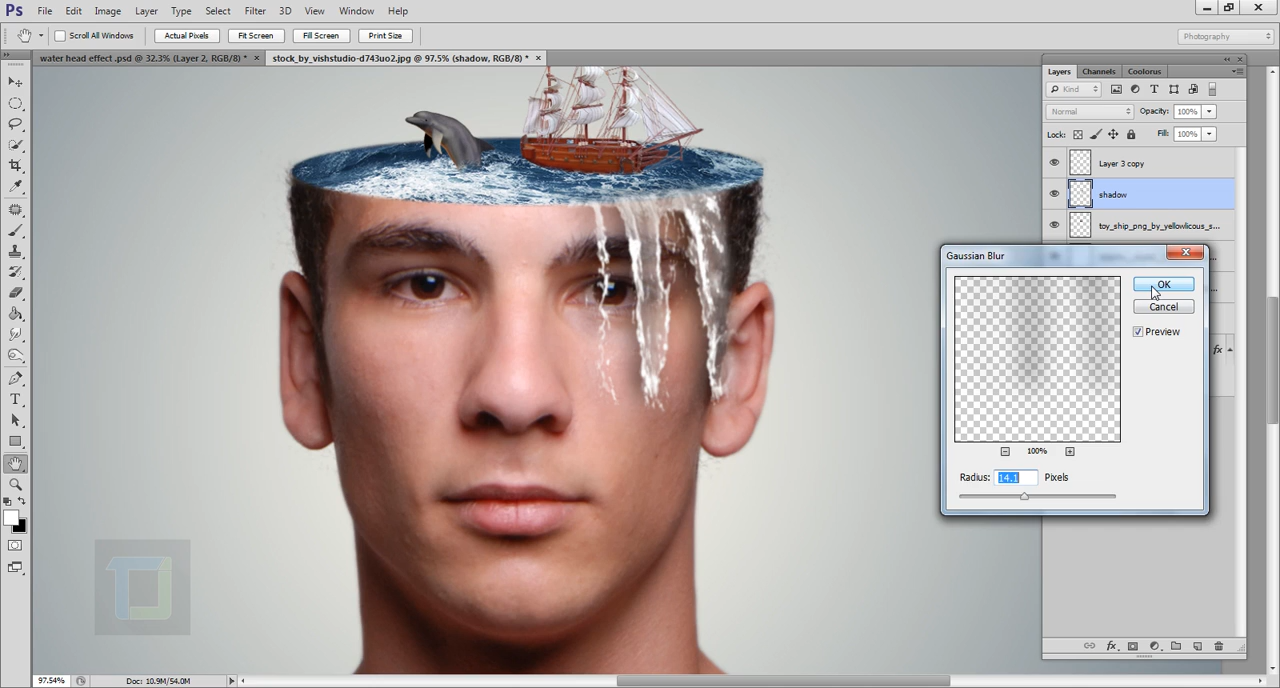 Ps File Edit Image Layer Type Select Filter 3D View Window Help
Scroll All Windows Actual Pixels Fit Screen Fill Screen Print Size Photography
water head effect .psd @ 32.3% (Layer 2, RGB/8) * × stock_by_vishstudio-d743uo2.jpg @ 97.5% (shadow, RGB/8) * ×
Layers Channels Coolorus
Kind
Normal Opacity: 100%
Lock: Fill: 100%
Layer 3 copy
shadow
toy_ship_png_by_yellowlicous_s...
Gaussian Blur
OK
Cancel
Preview
fx
100%
Radius: 14.1 Pixels
fx
97.54% Doc: 10.9M/54.0M